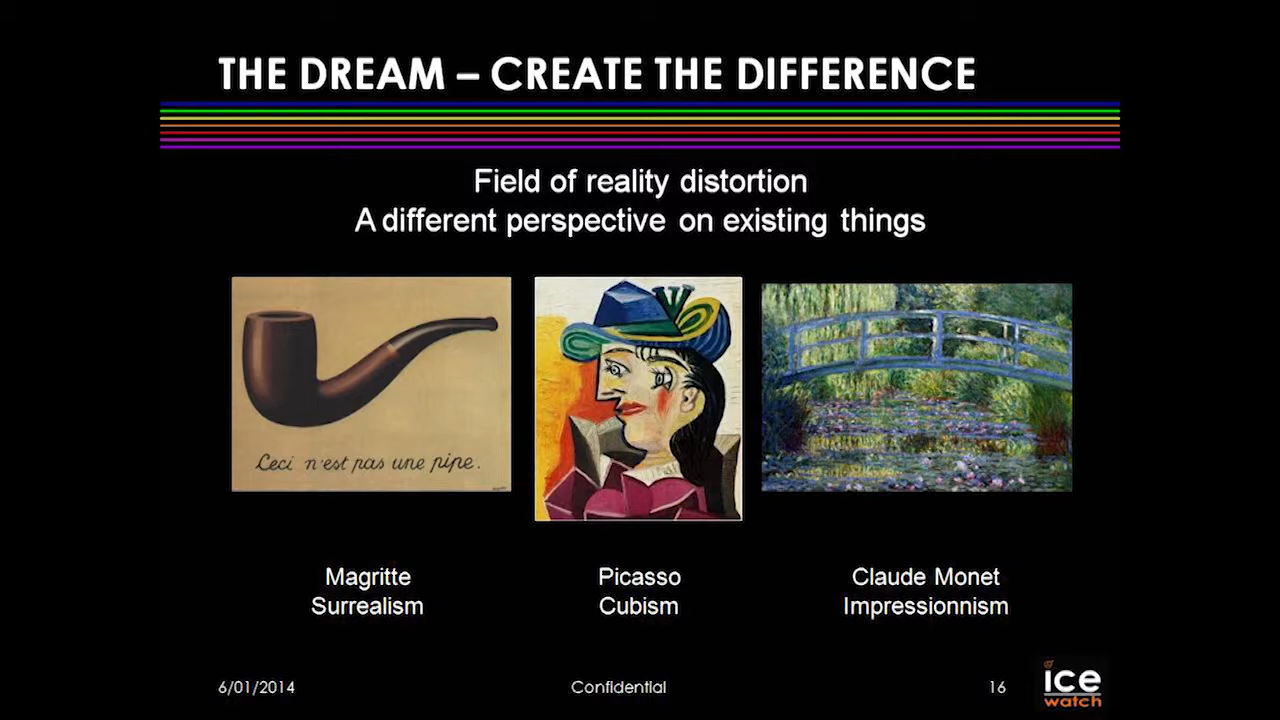 THE DREAM – CREATE THE DIFFERENCE
Field of reality distortion
A different perspective on existing things
Ceci n'est pas une pipe.
Magritte
Surrealism
Picasso
Cubism
Claude Monet
Impressionnism
6/01/2014
Confidential
16
ice
watch